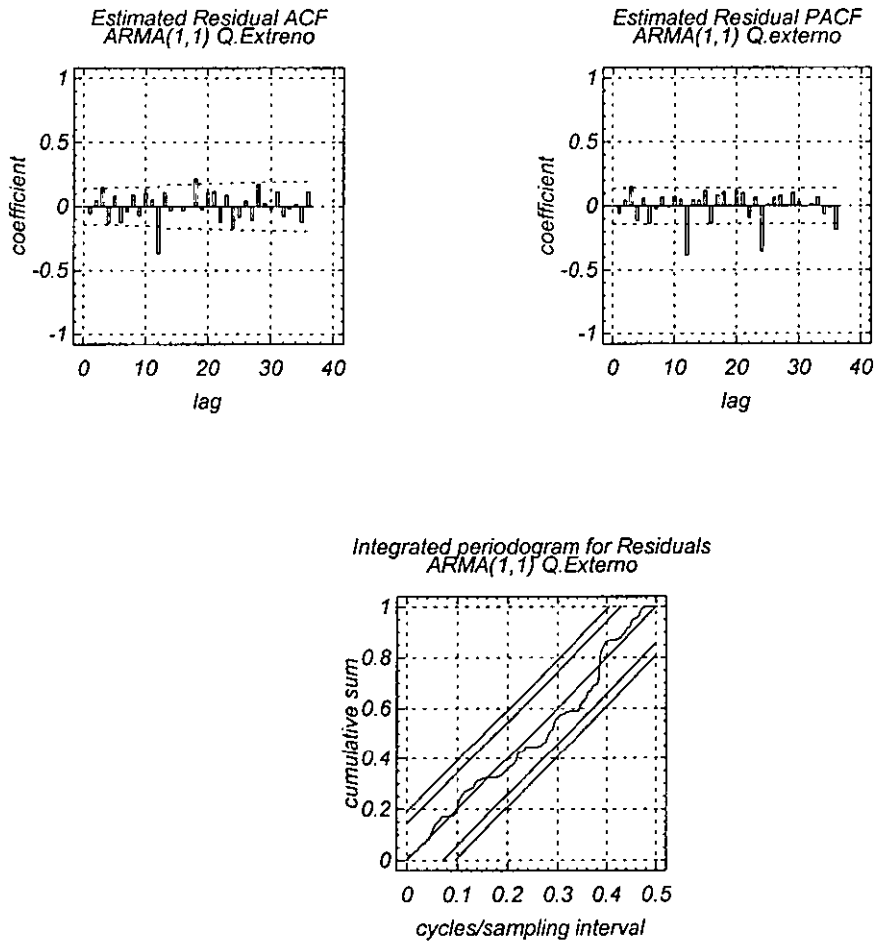 Estimated Residual ACF
ARMA(1,1) Q.Extreno
1
0.5
0
-0.5
-1
coefficient
0 10 20 30 40
lag
Estimated Residual PACF
ARMA(1,1) Q.externo
1
0.5
0
-0.5
-1
coefficient
0 10 20 30 40
lag
Integrated periodogram for Residuals
ARMA(1,1) Q.Externo
1
0.8
0.6
0.4
0.2
0
cumulative sum
0 0.1 0.2 0.3 0.4 0.5
cycles/sampling interval